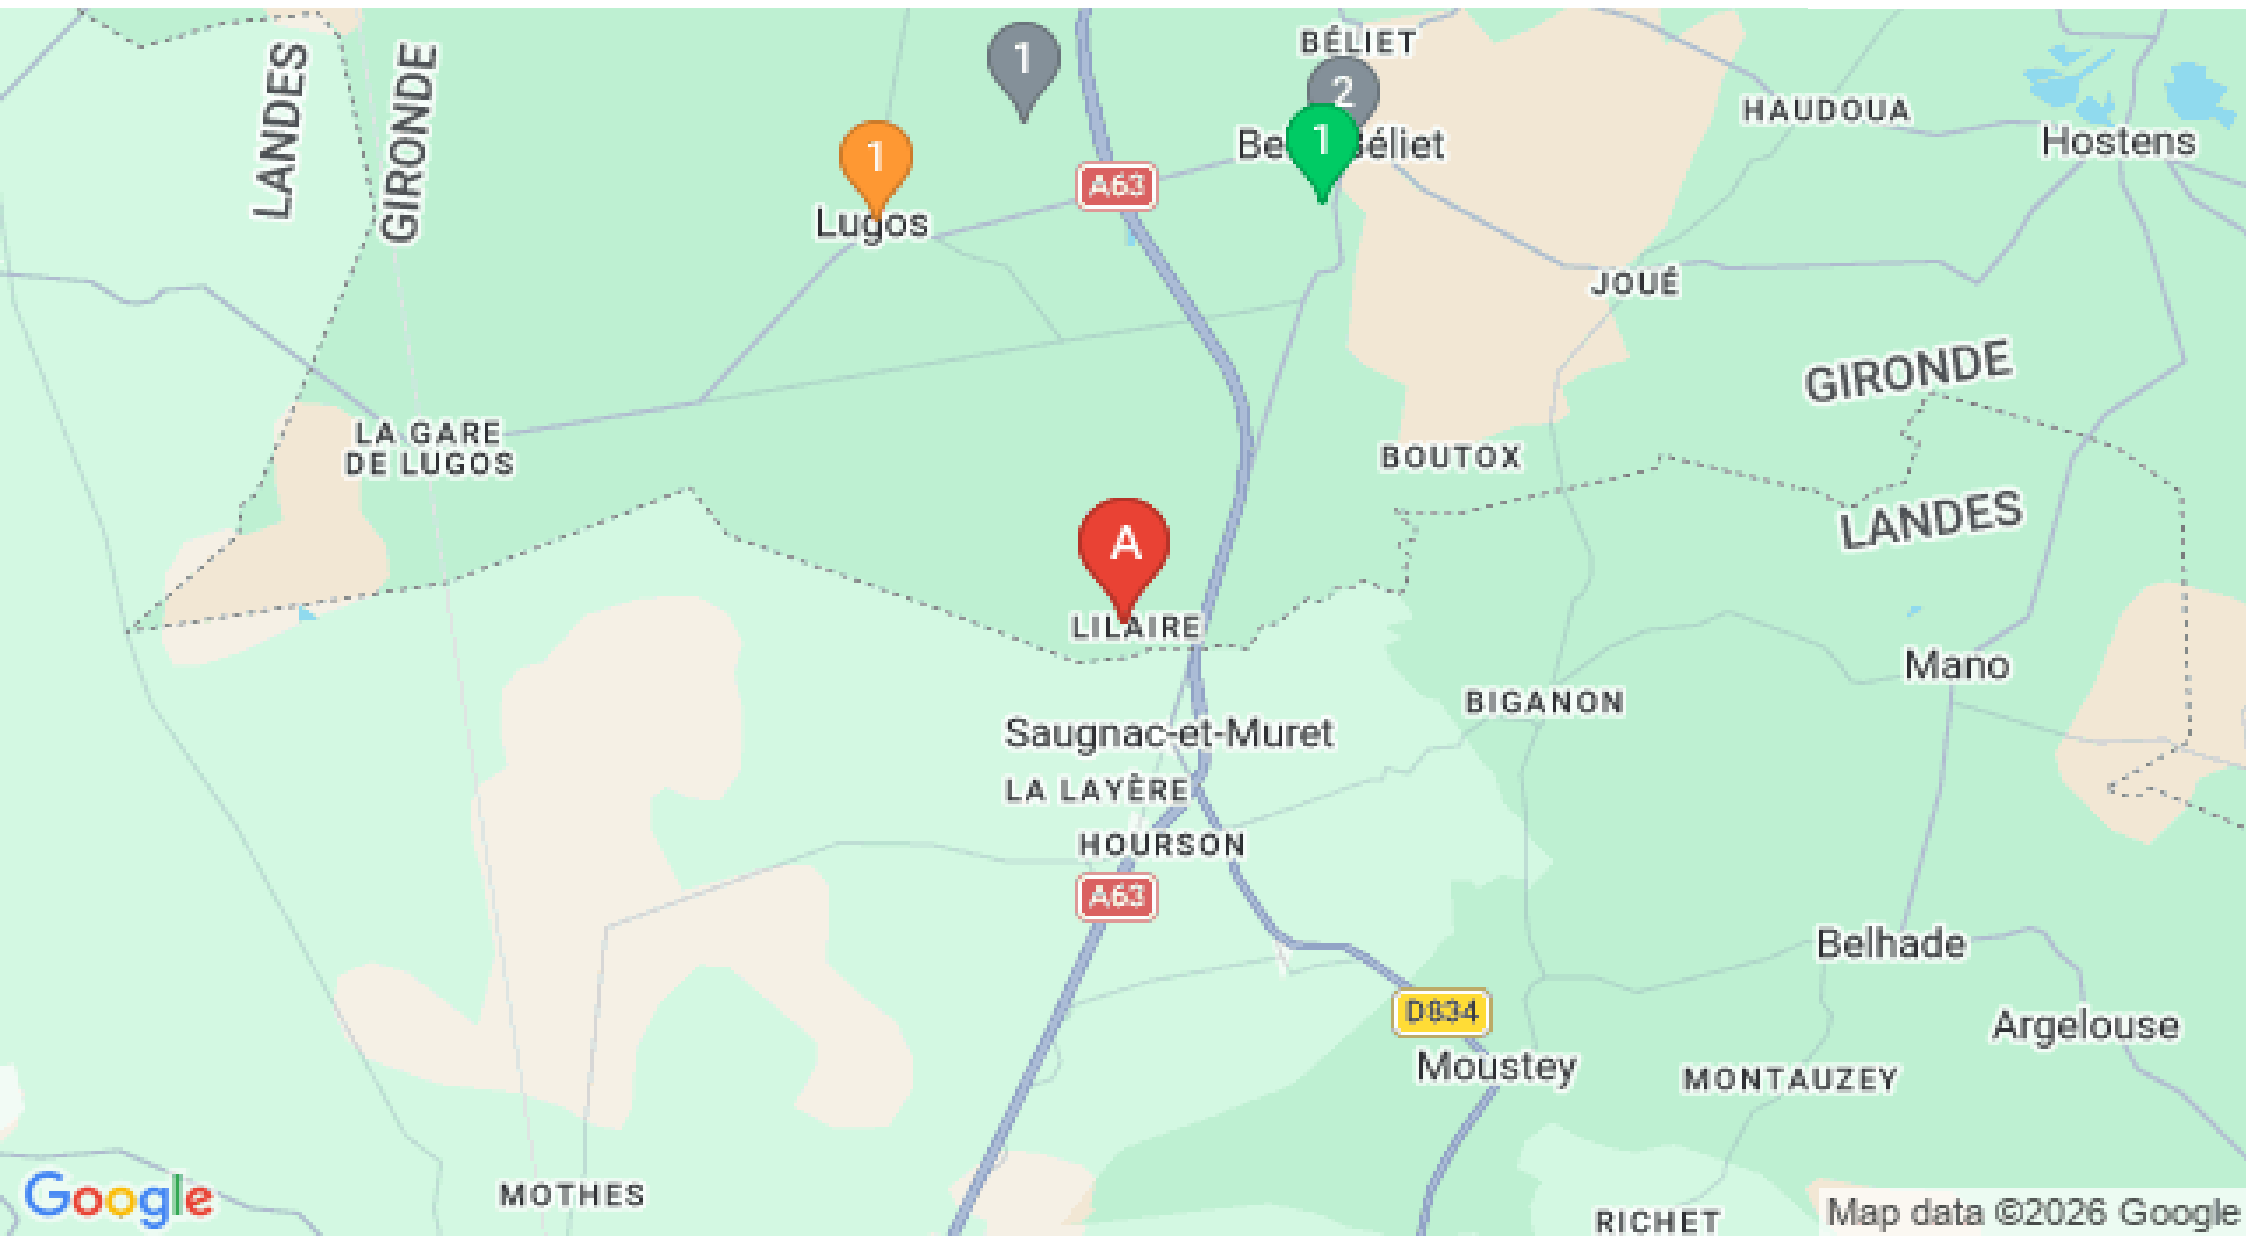 BÉLIET
LANDES
GIRONDE
1
2
HAUDOUA
Hostens
1
1
A63
Lugos
JOUÉ
GIRONDE
LA GARE
DE LUGOS
BOUTOX
LANDES
A
LILAIRE
Mano
BIGANON
Saugnac-et-Muret
LA LAYÈRE
HOURSON
A63
Belhade
D834
Argelouse
Moustey
MONTAUZEY
MOTHES
Google
RICHET
Map data ©2026 Google